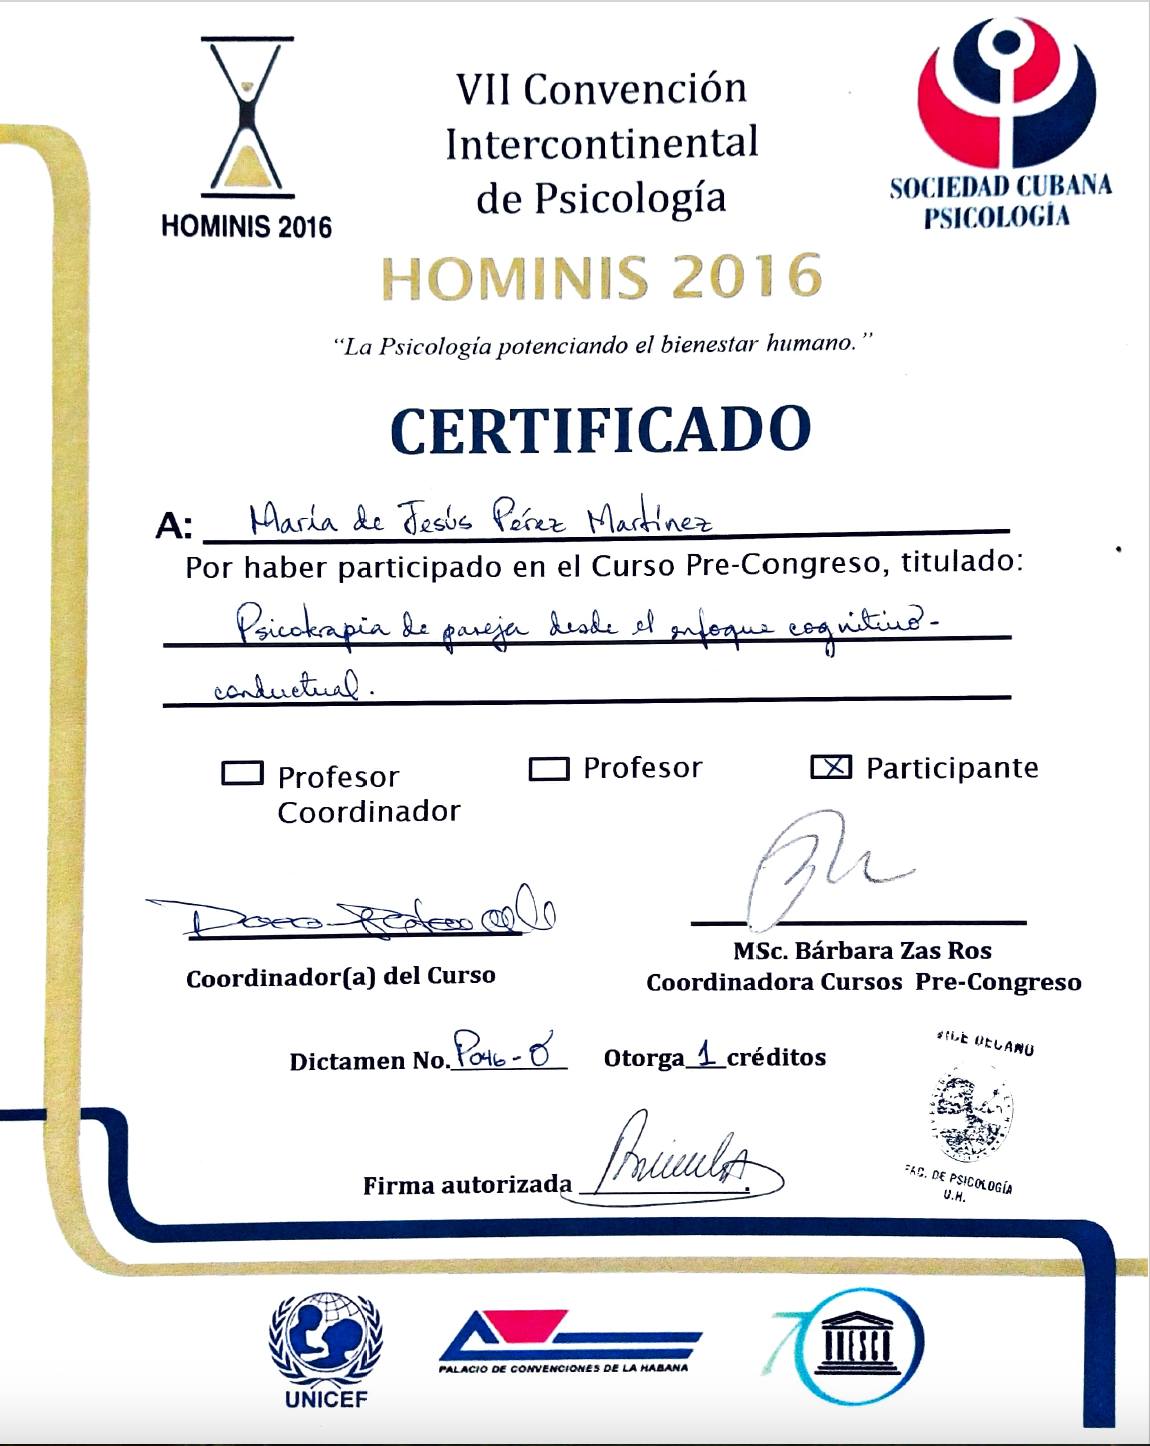 VII Convención
Intercontinental
de Psicología
HOMINIS 2016
SOCIEDAD CUBANA
PSICOLOGÍA
HOMINIS 2016
“La Psicología potenciando el bienestar humano.”
CERTIFICADO
A: María de Jesús Pérez Martínez
Por haber participado en el Curso Pre-Congreso, titulado:
Psicoterapia de pareja desde el enfoque cognitivo-
conductual.
Profesor
Coordinador
Profesor
Participante
Coordinador(a) del Curso
MSc. Bárbara Zas Ros
Coordinadora Cursos Pre-Congreso
Dictamen No. P046-0 Otorga 1 créditos
Firma autorizada
FAC. DE PSICOLOGÍA
U.H.
UNICEF
PALACIO DE CONVENCIONES DE LA HABANA
70
UNESCO